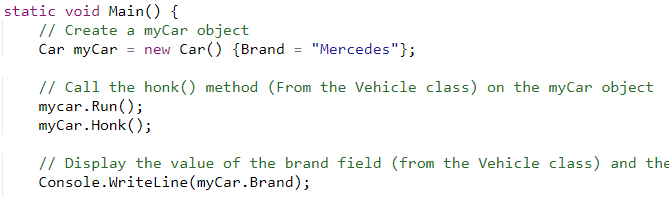 static void Main() {
// Create a myCar object
Car myCar = new Car() {Brand = "Mercedes"};
// Call the honk() method (From the Vehicle class) on the myCar object
mycar.Run();
myCar.Honk();
// Display the value of the brand field (from the Vehicle class) and the
Console.WriteLine(myCar.Brand);